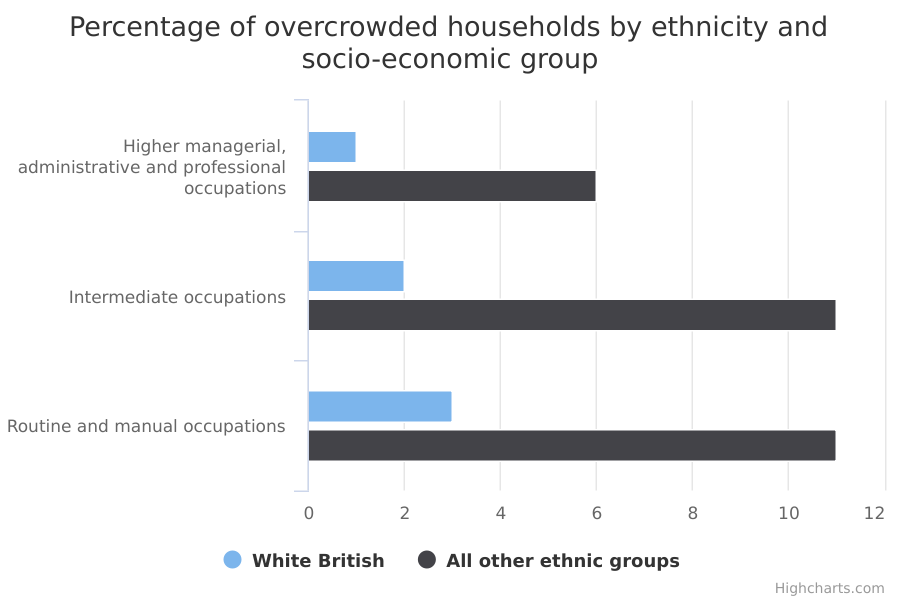 Percentage of overcrowded households by ethnicity and
socio-economic group
Higher managerial,
administrative and professional
occupations
Intermediate occupations
Routine and manual occupations
0 2 4 6 8 10 12
White British All other ethnic groups
Highcharts.com